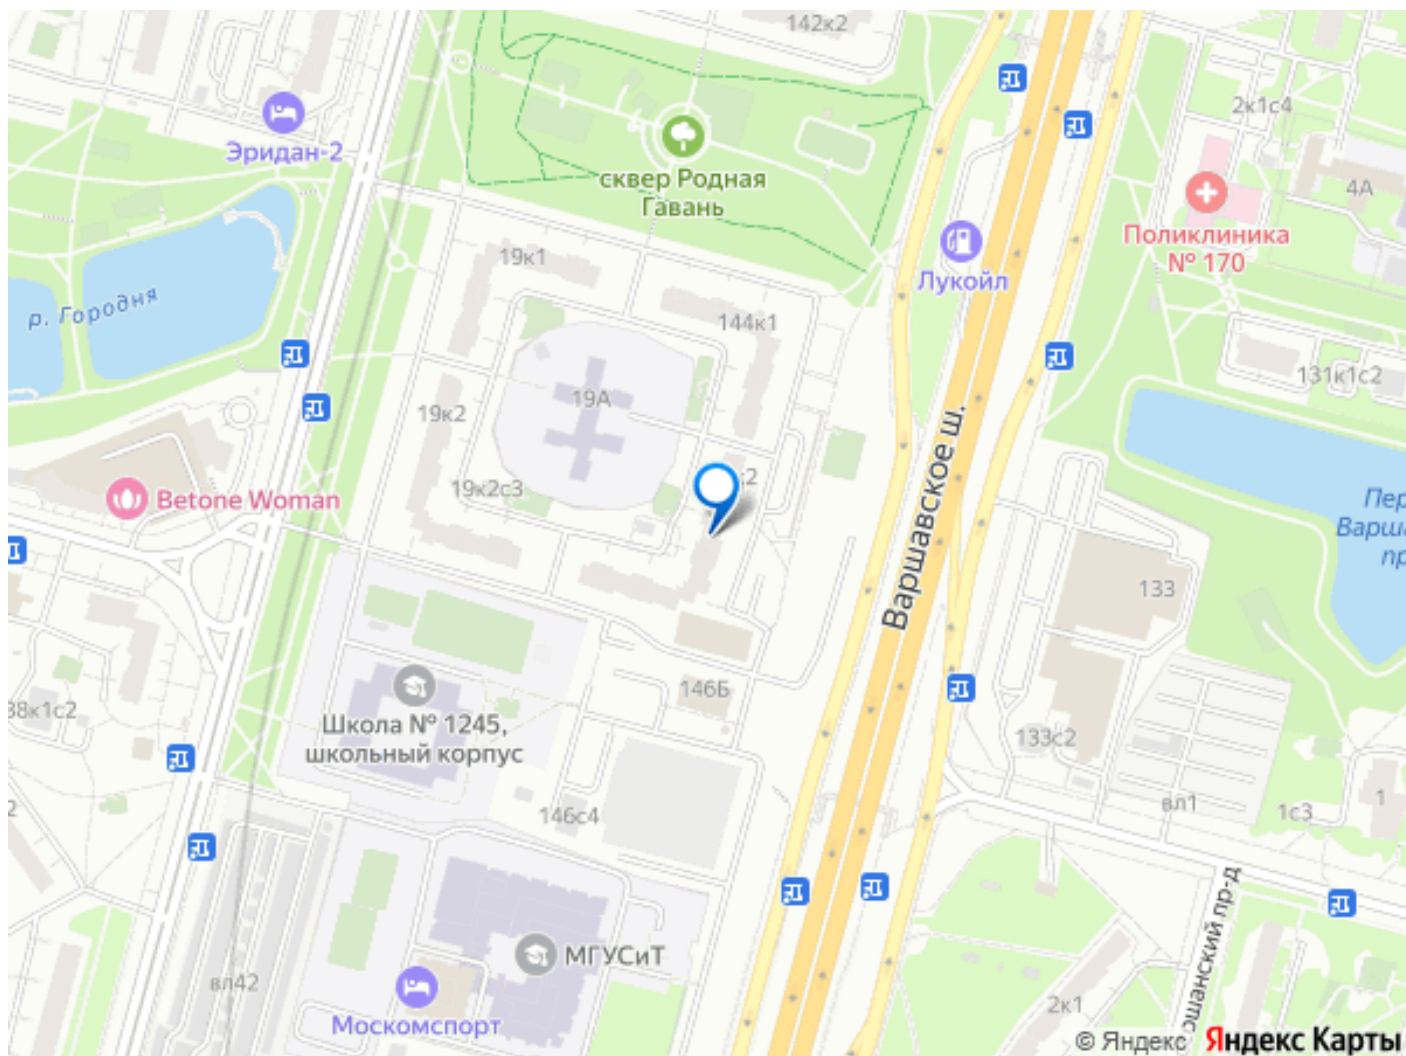 142к2
2к1с4
Эридан-2
сквер Родная
Гавань
4А
Поликлиника
№ 170
19к1
Лукойл
р. Городня
144к1
131к1с2
19А
19к2
Варшавское ш.
19к2с3
Betone Woman
133
146Б
Школа № 1245,
школьный корпус
133с2
146с4
вл1
1с3
1
МГУСиТ
вл42
Москомспорт
2к1
© Яндекс
Яндекс Карты